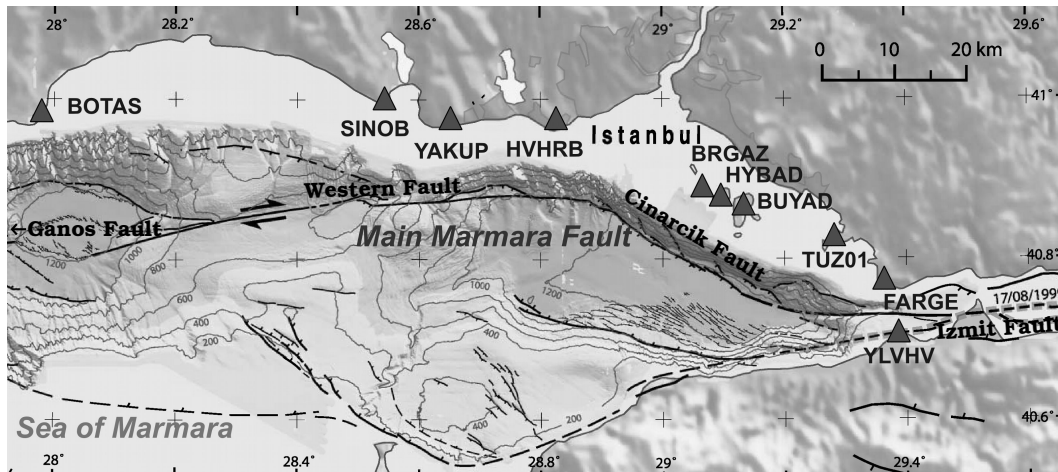 28° 28.2° 28.6° 29° 29.2° 29.6°
0 10 20 km
41°
BOTAS
SINOB
YAKUP
HVHRB
Istanbul
BRGAZ
HYBAD
BUYAD
Western Fault
Cinarcik Fault
←Ganos Fault
Main Marmara Fault
TUZ01
40.8°
1200
1000
800
600
400
200
1000
1200
400
FARGE
17/08/199
Izmit Fault
YLVHV
200
400
40.6°
Sea of Marmara
28° 28.4° 28.8° 29° 29.4°